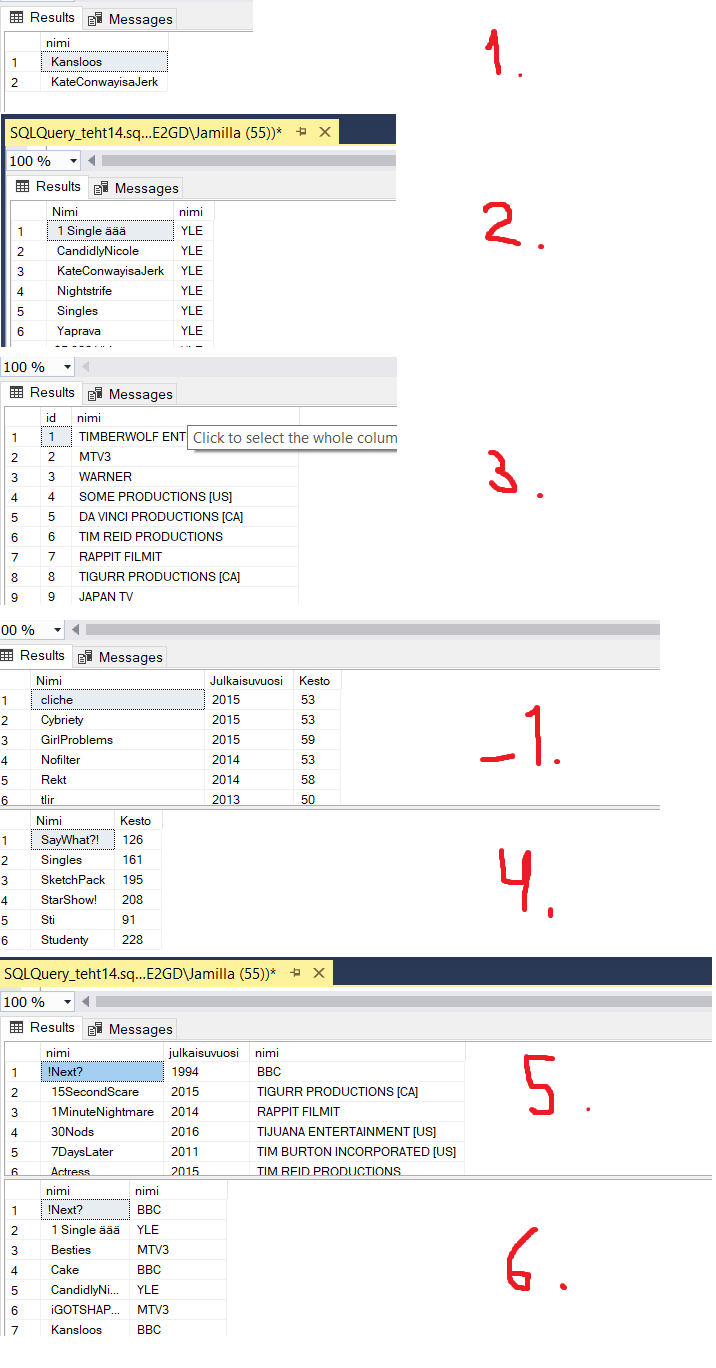 Results Messages
nimi
1 Kansloos
2 KateConwayisaJerk
1.
SQLQuery_teht14.sq...E2GD\Jamilla (55))*
100 %
Results Messages
Nimi nimi
1 1 Single äää YLE
2 CandidlyNicole YLE
3 KateConwayisaJerk YLE
4 Nightstrife YLE
5 Singles YLE
6 Yaprava YLE
2.
100 %
Results Messages
id nimi
1 1 TIMBERWOLF ENT
Click to select the whole colum
2 2 MTV3
3 3 WARNER
4 4 SOME PRODUCTIONS [US]
5 5 DA VINCI PRODUCTIONS [CA]
6 6 TIM REID PRODUCTIONS
7 7 RAPPIT FILMIT
8 8 TIGURR PRODUCTIONS [CA]
9 9 JAPAN TV
3.
00 %
Results Messages
Nimi Julkaisuvuosi Kesto
1 cliche 2015 53
2 Cybriety 2015 53
3 GirlProblems 2015 59
4 Nofilter 2014 53
5 Rekt 2014 58
6 tlir 2013 50
_1.
Nimi Kesto
1 SayWhat?! 126
2 Singles 161
3 SketchPack 195
4 StarShow! 208
5 Sti 91
6 Studenty 228
4.
SQLQuery_teht14.sq...E2GD\Jamilla (55))*
100 %
Results Messages
nimi julkaisuvuosi nimi
1 !Next? 1994 BBC
2 15SecondScare 2015 TIGURR PRODUCTIONS [CA]
3 1MinuteNightmare 2014 RAPPIT FILMIT
4 30Nods 2016 TIJUANA ENTERTAINMENT [US]
5 7DaysLater 2011 TIM BURTON INCORPORATED [US]
6 Actress 2015 TIM REID PRODUCTIONS
5.
nimi nimi
1 !Next? BBC
2 1 Single äää YLE
3 Besties MTV3
4 Cake BBC
5 CandidlyNi... YLE
6 iGOTSHAP... MTV3
7 Kansloos BBC
6.